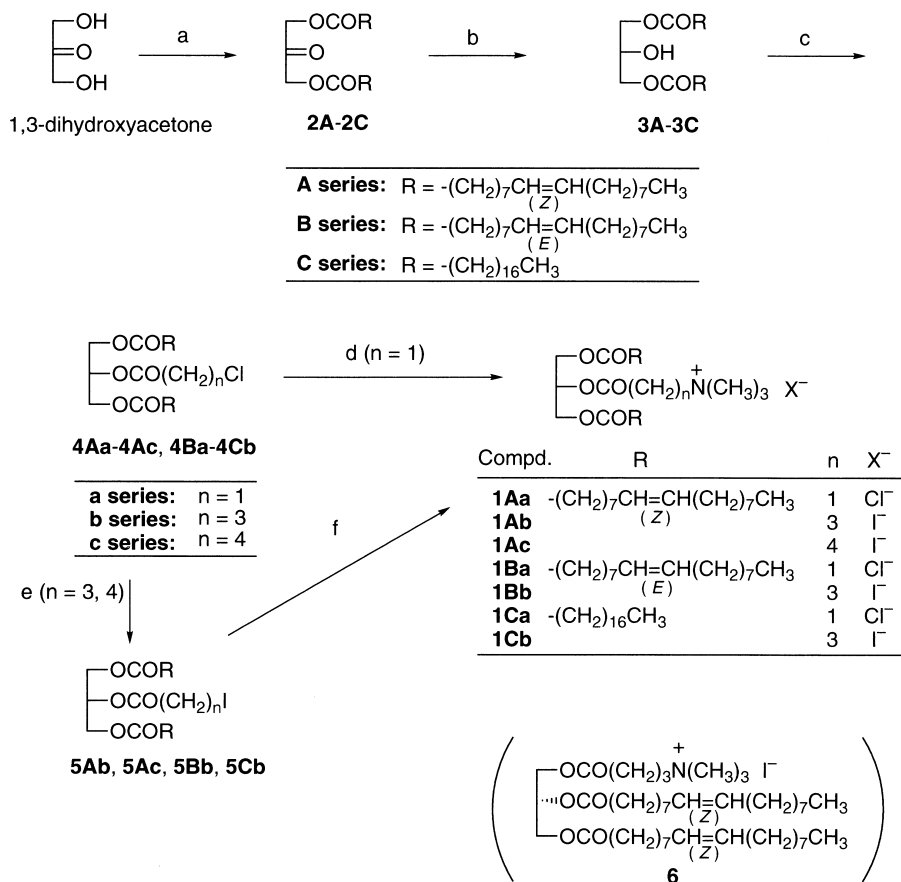 OH
O
OH
1,3-dihydroxyacetone
a
OCOR
O
OCOR
2A-2C
b
OCOR
OH
OCOR
3A-3C
c
A series: R = -(CH₂)₇CH=CH(CH₂)₇CH₃
(Z)
B series: R = -(CH₂)₇CH=CH(CH₂)₇CH₃
(E)
C series: R = -(CH₂)₁₆CH₃
OCOR
OCO(CH₂)ₙCl
OCOR
4Aa-4Ac, 4Ba-4Cb
a series: n = 1
b series: n = 3
c series: n = 4
d (n = 1)
OCOR
OCO(CH₂)ₙN⁺(CH₃)₃ X⁻
OCOR
Compd. R n X⁻
1Aa -(CH₂)₇CH=CH(CH₂)₇CH₃ 1 Cl⁻
(Z)
1Ab 3 I⁻
1Ac 4 I⁻
1Ba -(CH₂)₇CH=CH(CH₂)₇CH₃ 1 Cl⁻
(E)
1Bb 3 I⁻
1Ca -(CH₂)₁₆CH₃ 1 Cl⁻
1Cb 3 I⁻
e (n = 3, 4)
f
OCOR
OCO(CH₂)ₙI
OCOR
5Ab, 5Ac, 5Bb, 5Cb
OCO(CH₂)₃N⁺(CH₃)₃ I⁻
OCO(CH₂)₇CH=CH(CH₂)₇CH₃
(Z)
OCO(CH₂)₇CH=CH(CH₂)₇CH₃
(Z)
6